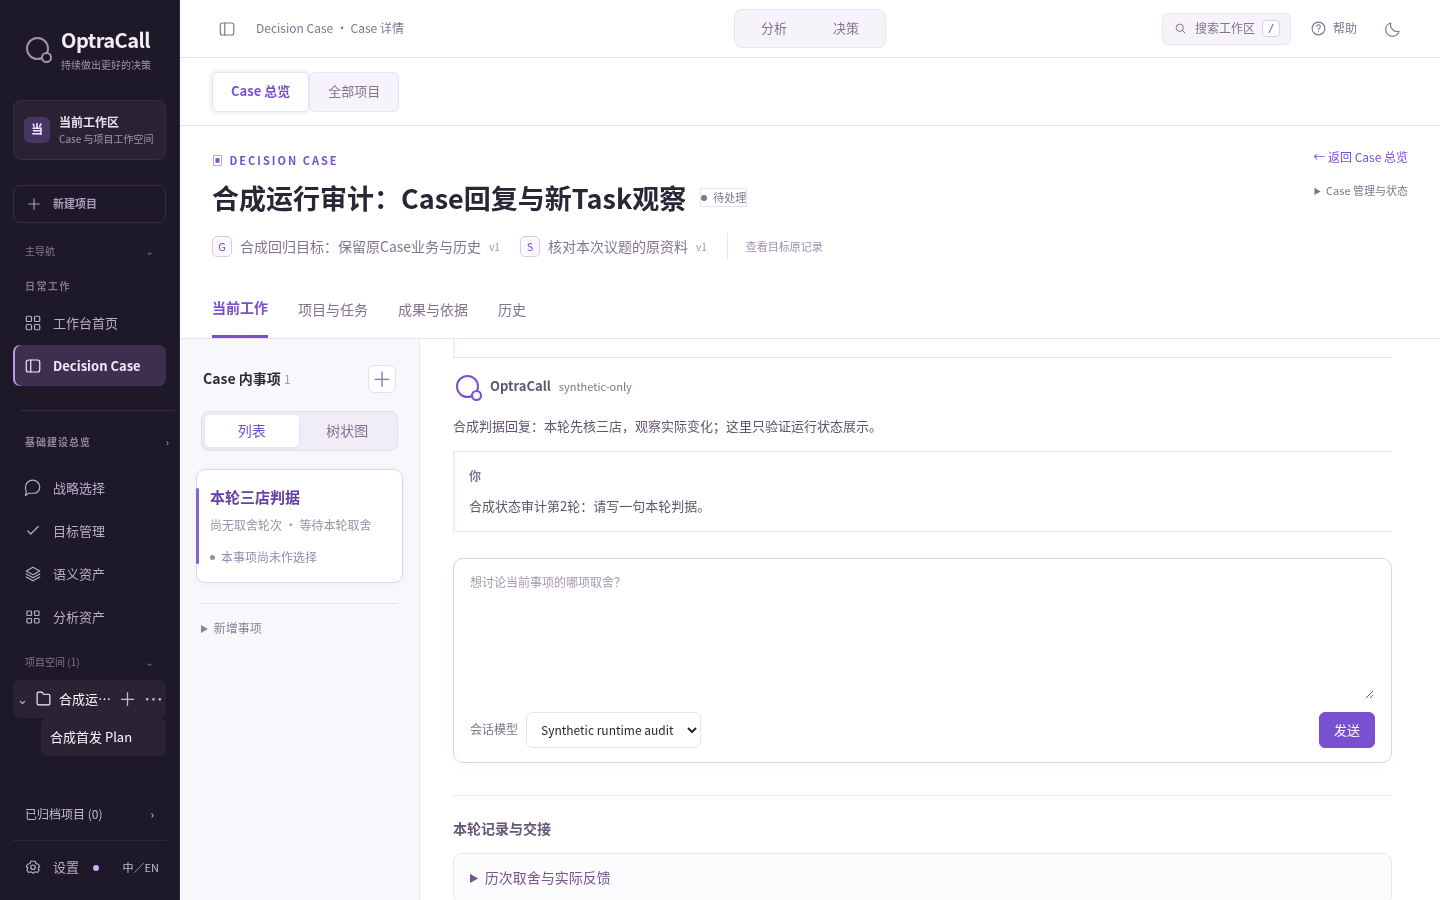 OptraCall
持续做出更好的决策
当
当前工作区
Case 与项目工作空间
新建项目
主导航
日常工作
工作台首页
Decision Case
基础建设总览
战略选择
目标管理
语义资产
分析资产
项目空间 (1)
合成运…
合成首发 Plan
已归档项目 (0)
设置
中／EN
Decision Case · Case 详情
分析
决策
搜索工作区 /
帮助
Case 总览
全部项目
DECISION CASE
合成运行审计：Case回复与新Task观察
待处理
G 合成回归目标：保留原Case业务与历史 v1
S 核对本次议题的原资料 v1
查看目标原记录
← 返回 Case 总览
Case 管理与状态
当前工作
项目与任务
成果与依据
历史
Case 内事项 1
列表
树状图
本轮三店判据
尚无取舍轮次 · 等待本轮取舍
本事项尚未作选择
新增事项
OptraCall synthetic-only
合成判据回复：本轮先核三店，观察实际变化；这里只验证运行状态展示。
你
合成状态审计第2轮：请写一句本轮判据。
想讨论当前事项的哪项取舍？
会话模型
Synthetic runtime audit
发送
本轮记录与交接
历次取舍与实际反馈